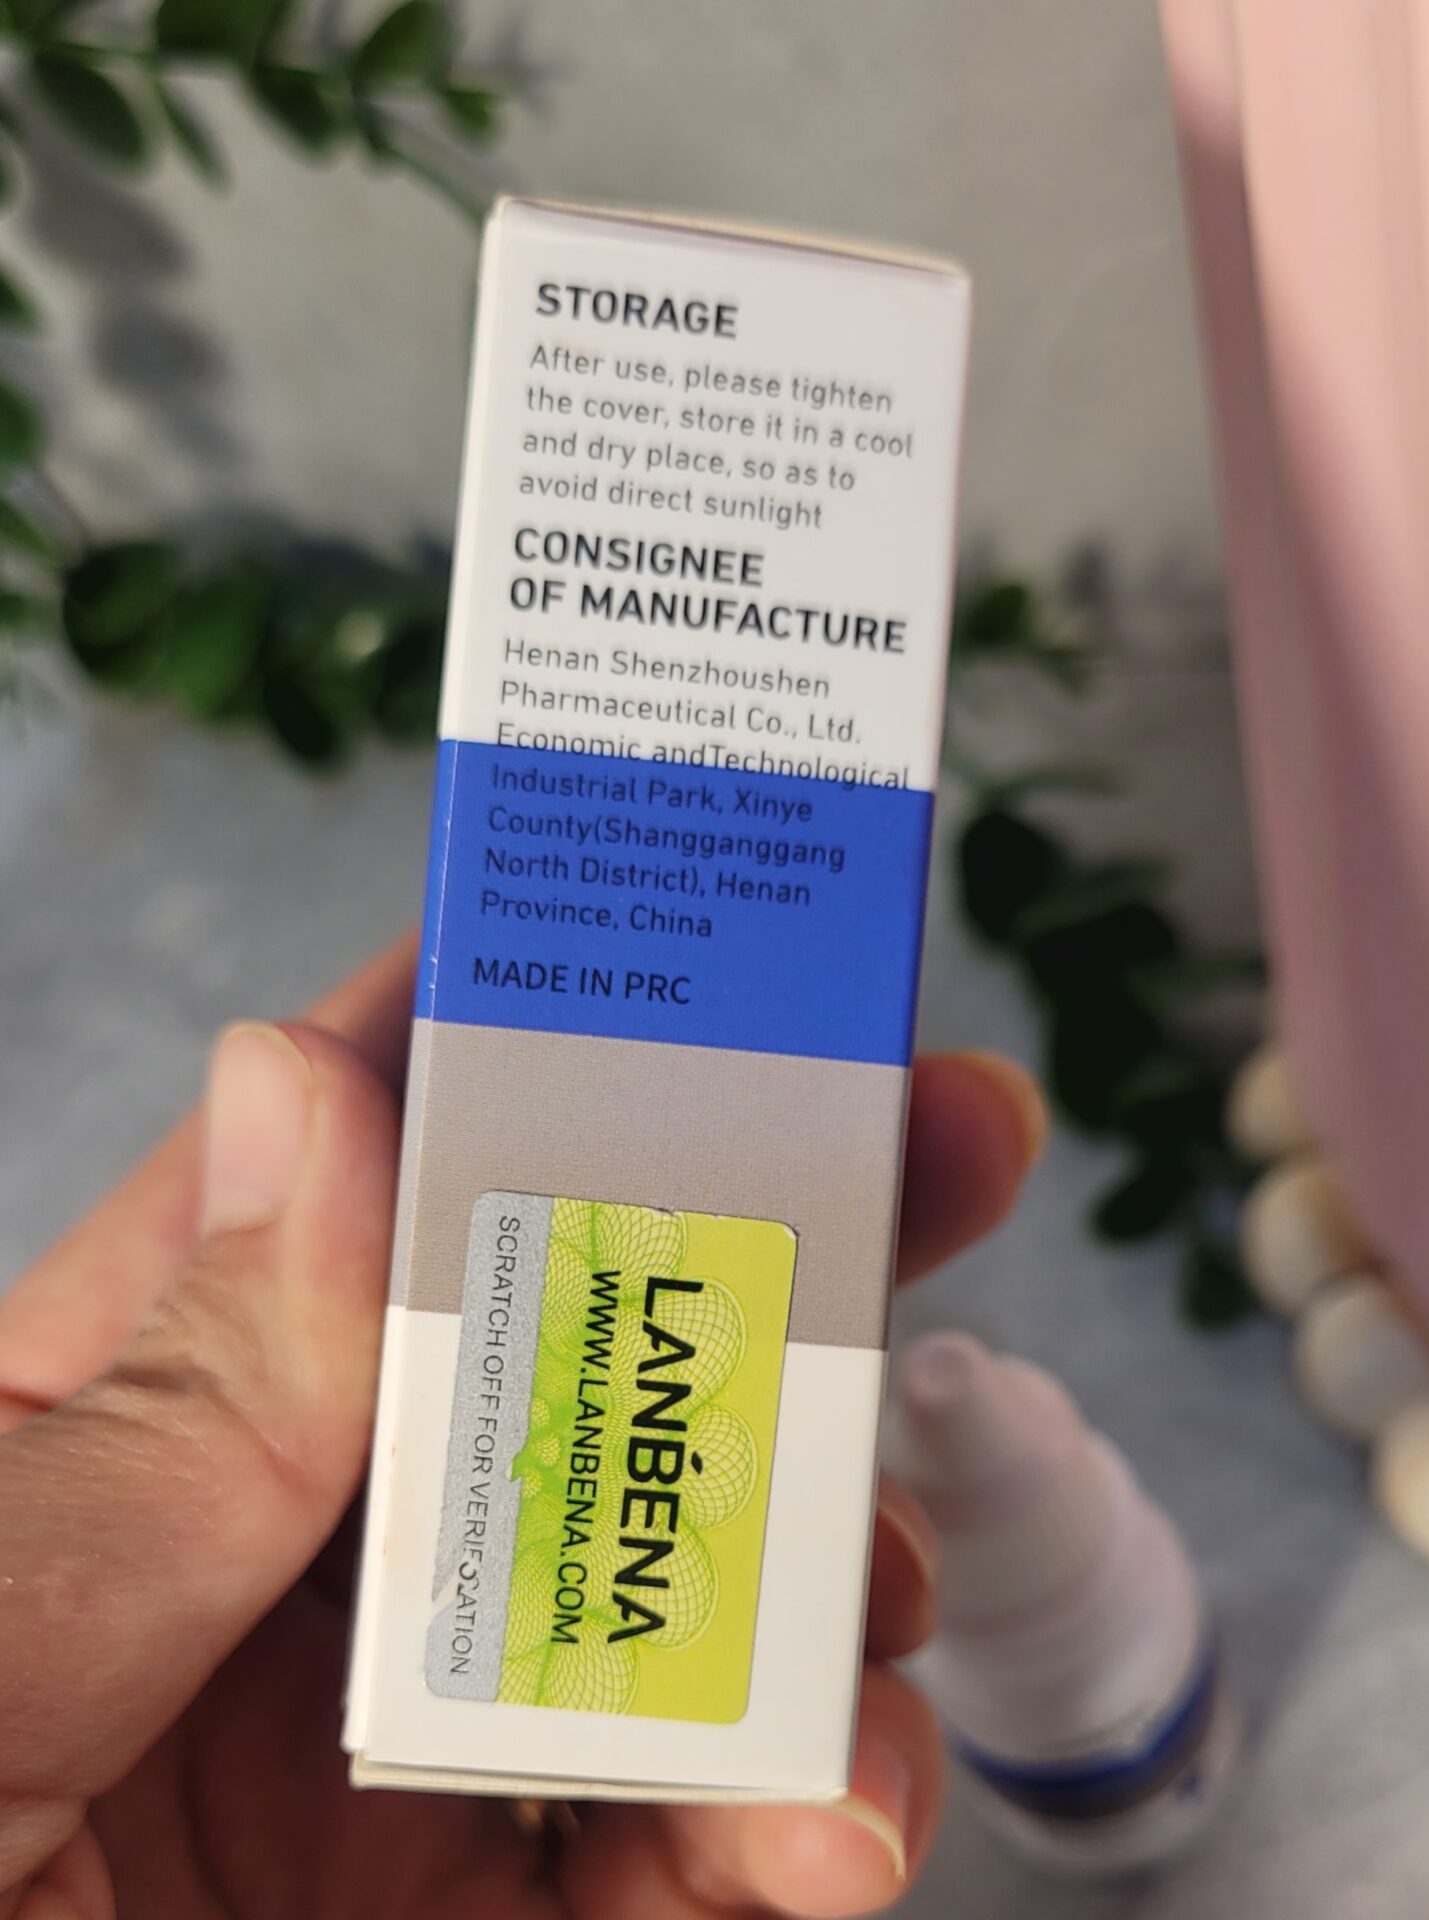 STORAGE
After use, please tighten
the cover, store it in a cool
and dry place, so as to
avoid direct sunlight
CONSIGNEE
OF MANUFACTURE
Henan Shenzhoushen
Pharmaceutical Co., Ltd.
Economic andTechnological
Industrial Park, Xinye
County(Shangganggang
North District), Henan
Province, China
MADE IN PRC
LANBÉNA
WWW.LANBENA.COM
SCRATCH OFF FOR VERIFICATION